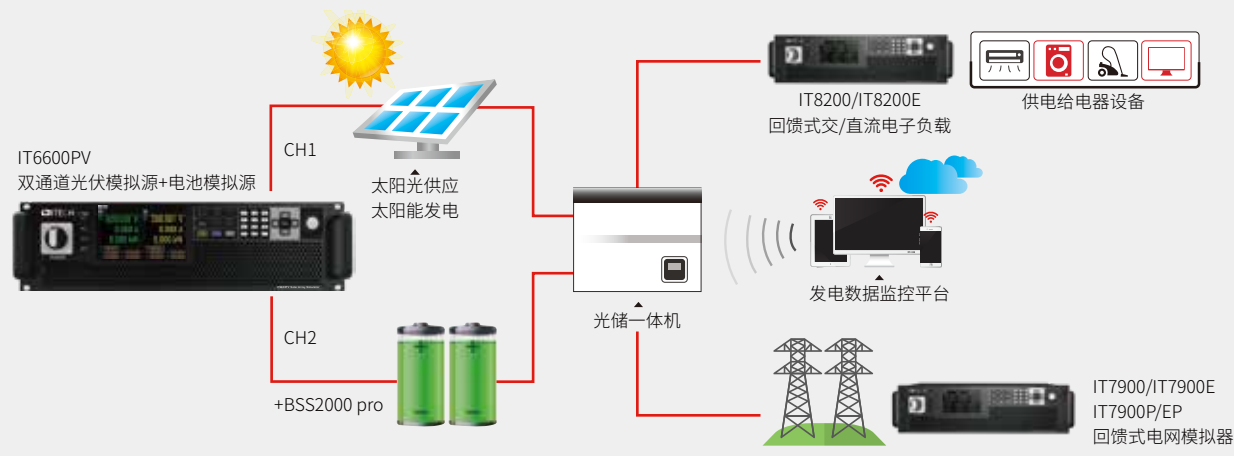 IT6600PV
双通道光伏模拟源+电池模拟源
CH1
太阳光供应
太阳能发电
IT8200/IT8200E
回馈式交/直流电子负载
供电给电器设备
光储一体机
发电数据监控平台
CH2
+BSS2000 pro
IT7900/IT7900E
IT7900P/EP
回馈式电网模拟器